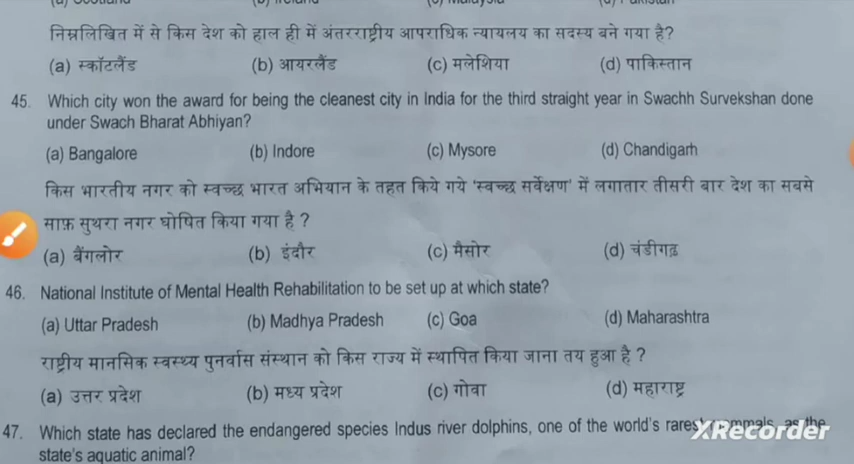 निम्नलिखित में से किस देश को हाल ही में अंतरराष्ट्रीय आपराधिक न्यायलय का सदस्य बने गया है?
(a) स्कॉटलैंड (b) आयरलैंड (c) मलेशिया (d) पाकिस्तान
45. Which city won the award for being the cleanest city in India for the third straight year in Swachh Survekshan done
under Swach Bharat Abhiyan?
(a) Bangalore (b) Indore (c) Mysore (d) Chandigarh
किस भारतीय नगर को स्वच्छ भारत अभियान के तहत किये गये 'स्वच्छ सर्वेक्षण' में लगातार तीसरी बार देश का सबसे
साफ़ सुथरा नगर घोषित किया गया है ?
(a) बैंगलोर (b) इंदौर (c) मैसोर (d) चंडीगढ़
46. National Institute of Mental Health Rehabilitation to be set up at which state?
(a) Uttar Pradesh (b) Madhya Pradesh (c) Goa (d) Maharashtra
राष्ट्रीय मानसिक स्वस्थ्य पुनर्वास संस्थान को किस राज्य में स्थापित किया जाना तय हुआ है ?
(a) उत्तर प्रदेश (b) मध्य प्रदेश (c) गोवा (d) महाराष्ट्र
47. Which state has declared the endangered species Indus river dolphins, one of the world's rarest mammals, as the
state's aquatic animal?
XRecorder